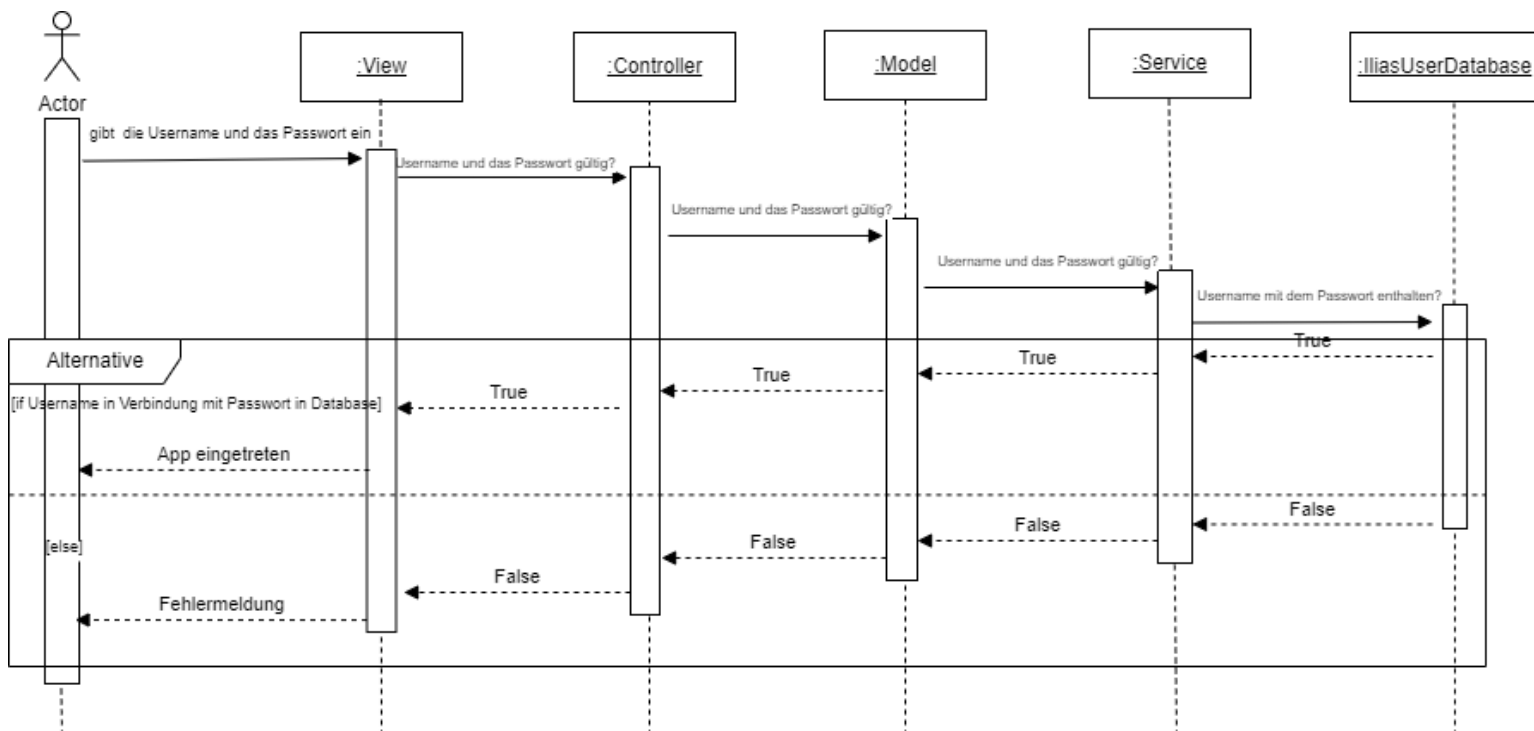 :View
:Controller
:Model
:Service
:IliasUserDatabase
Actor
gibt die Username und das Passwort ein
Username und das Passwort gültig?
Username und das Passwort gültig?
Username und das Passwort gültig?
Username mit dem Passwort enthalten?
True
Alternative
True
True
True
[if Username in Verbindung mit Passwort in Database]
App eingetreten
False
False
False
[else]
False
Fehlermeldung